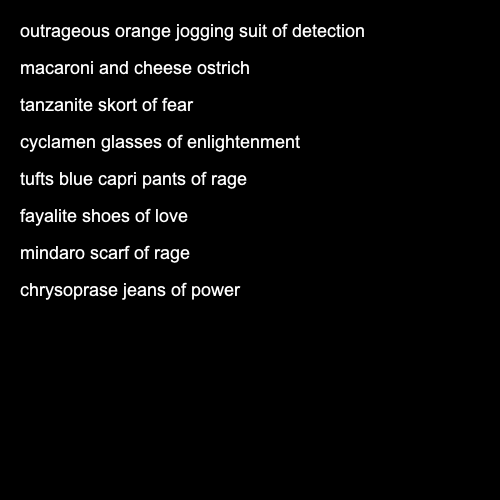 outrageous orange jogging suit of detection
macaroni and cheese ostrich
tanzanite skort of fear
cyclamen glasses of enlightenment
tufts blue capri pants of rage
fayalite shoes of love
mindaro scarf of rage
chrysoprase jeans of power